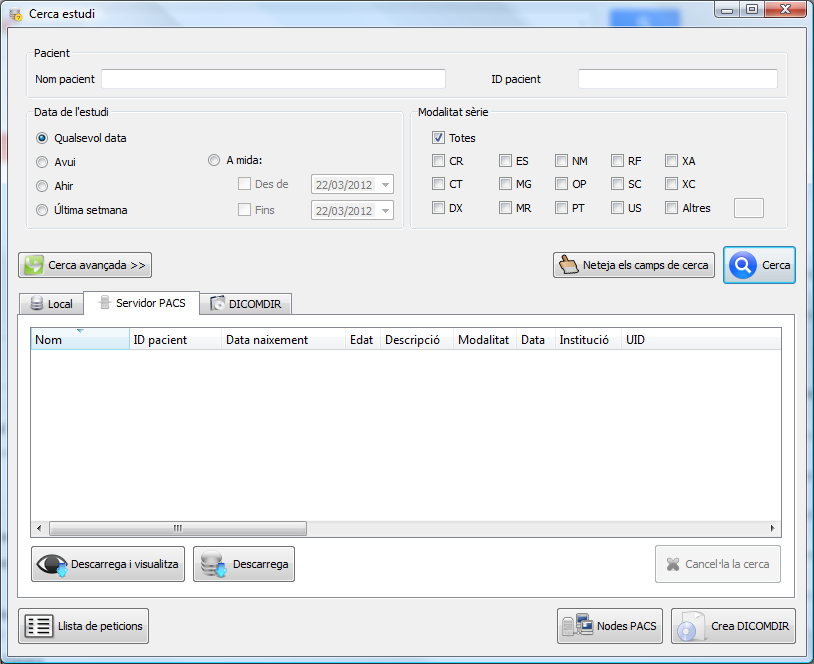 Cerca estudi
Pacient
Nom pacient ID pacient
Data de l'estudi
Qualsevol data
Avui
Ahir
Última setmana
A mida:
Des de 22/03/2012
Fins 22/03/2012
Modalitat sèrie
Totes
CR ES NM RF XA
CT MG OP SC XC
DX MR PT US Altres
Cerca avançada >> Neteja els camps de cerca Cerca
Local Servidor PACS DICOMDIR
Nom ID pacient Data naixement Edat Descripció Modalitat Data Institució UID
Descarrega i visualitza Descarrega Cancel·la la cerca
Llista de peticions Nodes PACS Crea DICOMDIR